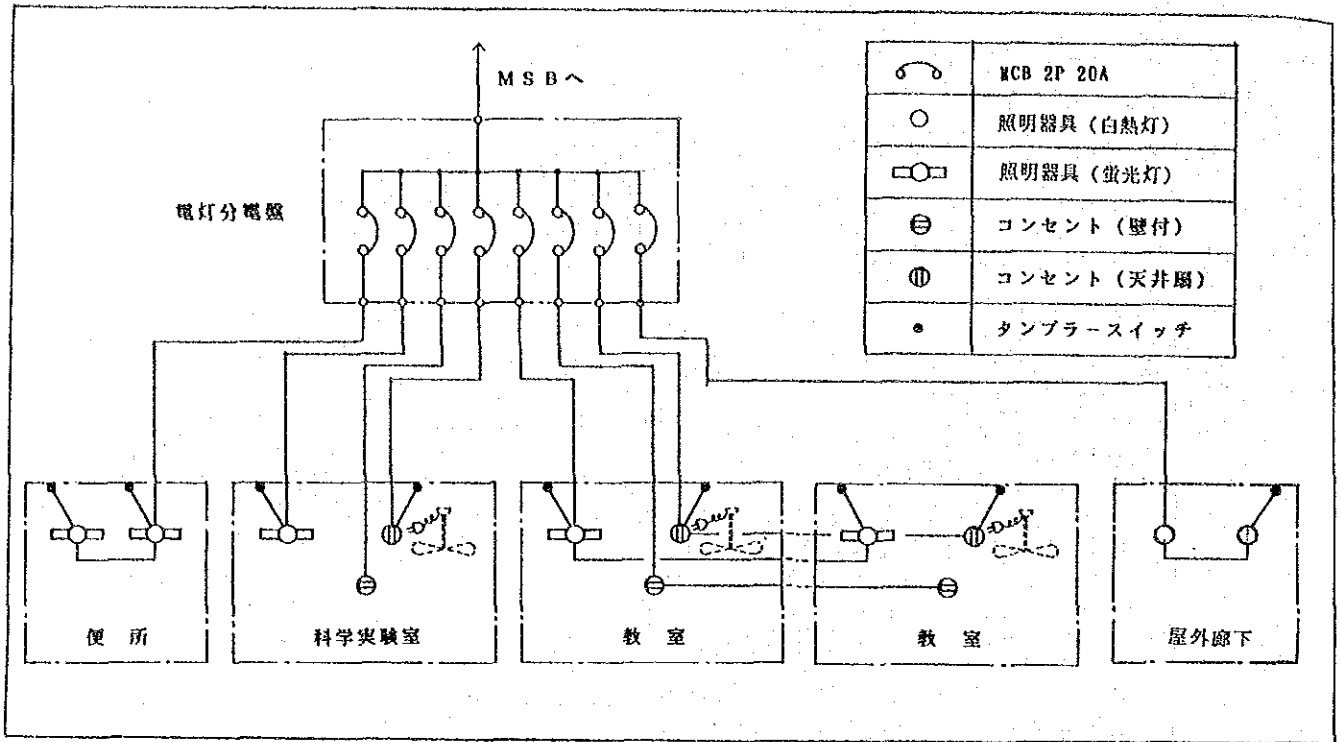 MSBへ
電灯分電盤
MCB 2P 20A
照明器具(白熱灯)
照明器具(蛍光灯)
コンセント(壁付)
コンセント(天井扇)
タンブラースイッチ
便 所
科学実験室
教 室
教 室
屋外廊下